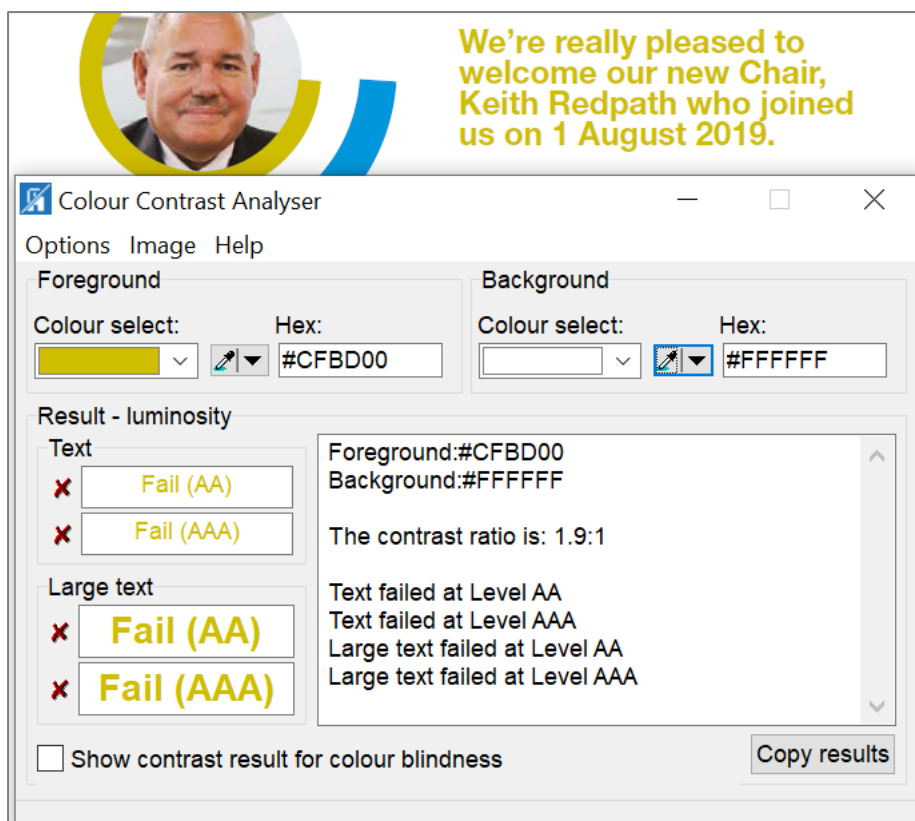 We're really pleased to
welcome our new Chair,
Keith Redpath who joined
us on 1 August 2019.
Colour Contrast Analyser
Options Image Help
Foreground
Colour select: Hex:
#CFBD00
Background
Colour select: Hex:
#FFFFFF
Result - luminosity
Text
Fail (AA)
Fail (AAA)
Large text
Fail (AA)
Fail (AAA)
Foreground:#CFBD00
Background:#FFFFFF
The contrast ratio is: 1.9:1
Text failed at Level AA
Text failed at Level AAA
Large text failed at Level AA
Large text failed at Level AAA
Show contrast result for colour blindness
Copy results